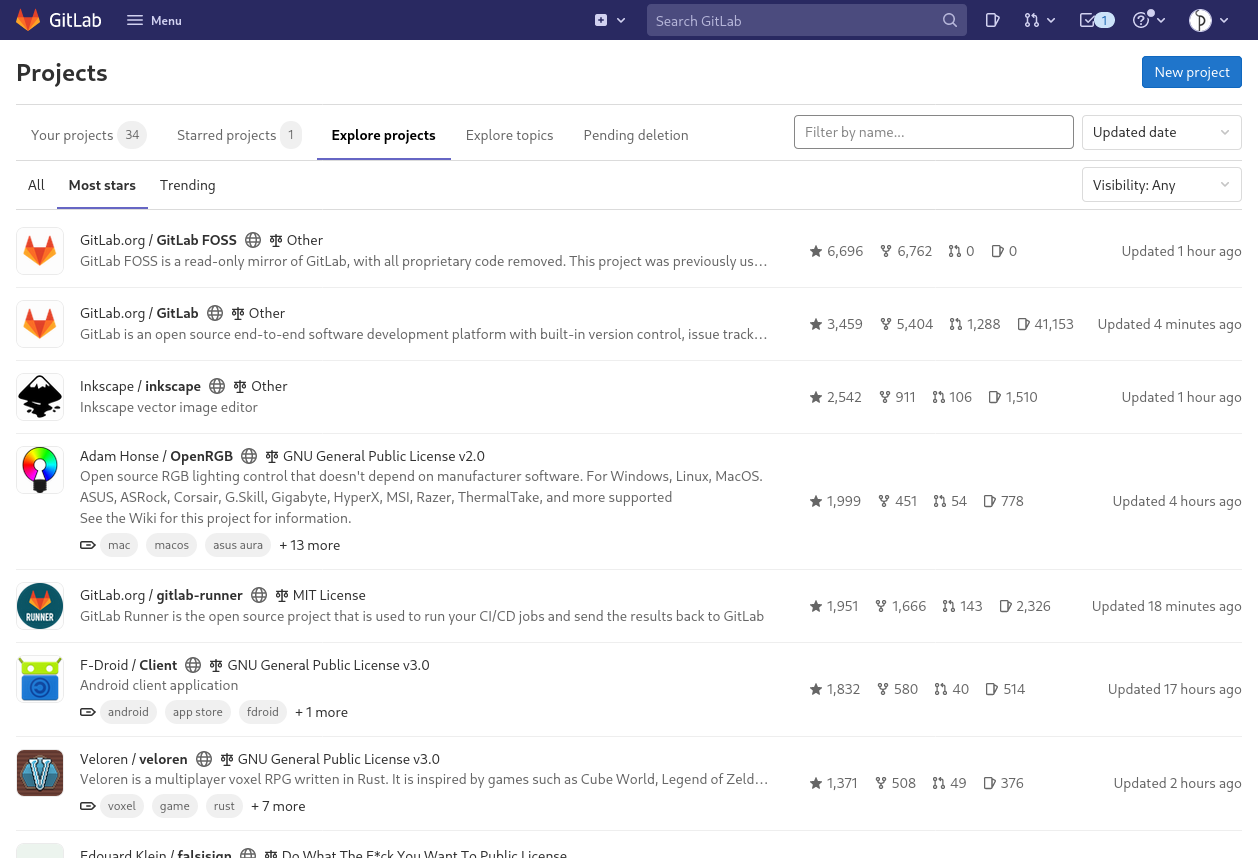 GitLab Menu Search GitLab 1
Projects New project
Your projects 34 Starred projects 1 Explore projects Explore topics Pending deletion Filter by name... Updated date
All Most stars Trending Visibility: Any
GitLab.org / GitLab FOSS Other
GitLab FOSS is a read-only mirror of GitLab, with all proprietary code removed. This project was previously us…
6,696 6,762 0 0 Updated 1 hour ago
GitLab.org / GitLab Other
GitLab is an open source end-to-end software development platform with built-in version control, issue track…
3,459 5,404 1,288 41,153 Updated 4 minutes ago
Inkscape / inkscape Other
Inkscape vector image editor
2,542 911 106 1,510 Updated 1 hour ago
Adam Honse / OpenRGB GNU General Public License v2.0
Open source RGB lighting control that doesn't depend on manufacturer software. For Windows, Linux, MacOS.
ASUS, ASRock, Corsair, G.Skill, Gigabyte, HyperX, MSI, Razer, ThermalTake, and more supported
See the Wiki for this project for information.
mac macos asus aura + 13 more
1,999 451 54 778 Updated 4 hours ago
RUNNER
GitLab.org / gitlab-runner MIT License
GitLab Runner is the open source project that is used to run your CI/CD jobs and send the results back to GitLab
1,951 1,666 143 2,326 Updated 18 minutes ago
F-Droid / Client GNU General Public License v3.0
Android client application
android app store fdroid + 1 more
1,832 580 40 514 Updated 17 hours ago
Veloren / veloren GNU General Public License v3.0
Veloren is a multiplayer voxel RPG written in Rust. It is inspired by games such as Cube World, Legend of Zeld…
voxel game rust + 7 more
1,371 508 49 376 Updated 2 hours ago
Edouard Klein / falsisign Do What The F*ck You Want To Public License